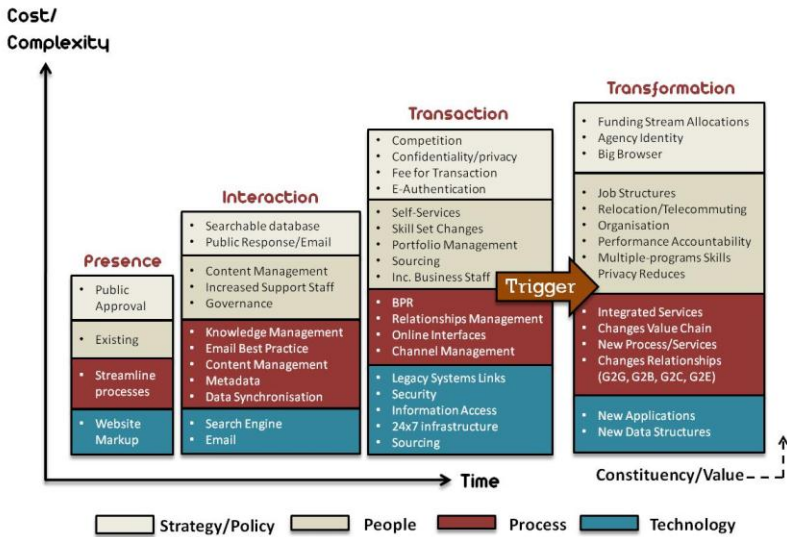 Cost/
Complexity
Presence
• Public
Approval
• Existing
• Streamline
processes
• Website
Markup
Interaction
• Searchable database
• Public Response/Email
• Content Management
• Increased Support Staff
• Governance
• Knowledge Management
• Email Best Practice
• Content Management
• Metadata
• Data Synchronisation
• Search Engine
• Email
Transaction
• Competition
• Confidentiality/privacy
• Fee for Transaction
• E-Authentication
• Self-Services
• Skill Set Changes
• Portfolio Management
• Sourcing
• Inc. Business Staff
• BPR
• Relationships Management
• Online Interfaces
• Channel Management
• Legacy Systems Links
• Security
• Information Access
• 24x7 infrastructure
• Sourcing
Trigger
Transformation
• Funding Stream Allocations
• Agency Identity
• Big Browser
• Job Structures
• Relocation/Telecommuting
• Organisation
• Performance Accountability
• Multiple-programs Skills
• Privacy Reduces
• Integrated Services
• Changes Value Chain
• New Process/Services
• Changes Relationships
(G2G, G2B, G2C, G2E)
• New Applications
• New Data Structures
Time
Constituency/Value
Strategy/Policy
People
Process
Technology